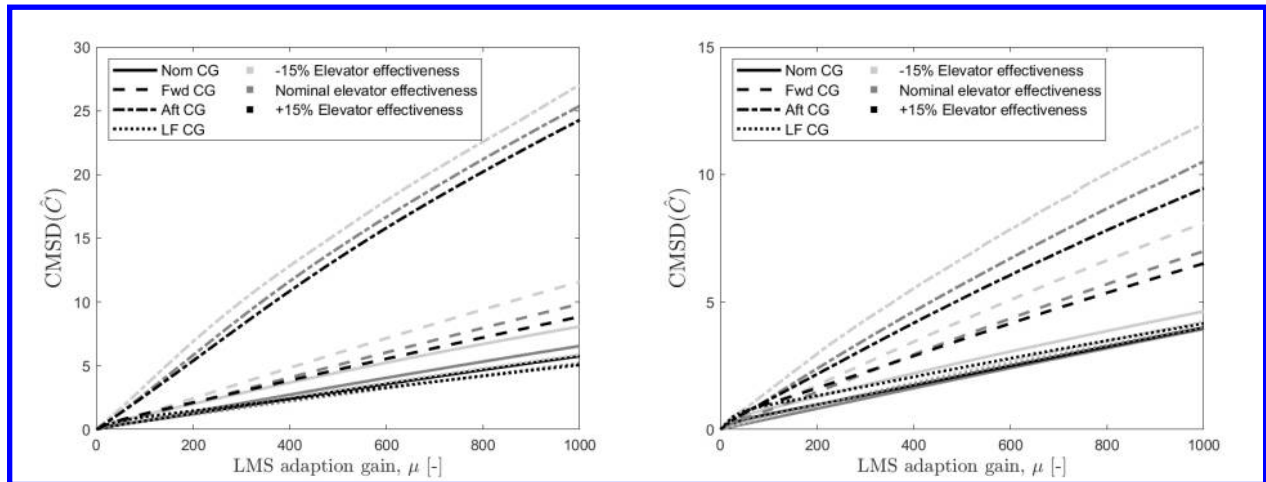 30
25
20
15
10
5
0
0 200 400 600 800 1000
CMSD(Ĉ)
LMS adaption gain, μ [-]
Nom CG
Fwd CG
Aft CG
LF CG
-15% Elevator effectiveness
Nominal elevator effectiveness
+15% Elevator effectiveness
15
10
5
0
0 200 400 600 800 1000
CMSD(Ĉ)
LMS adaption gain, μ [-]
Nom CG
Fwd CG
Aft CG
LF CG
-15% Elevator effectiveness
Nominal elevator effectiveness
+15% Elevator effectiveness